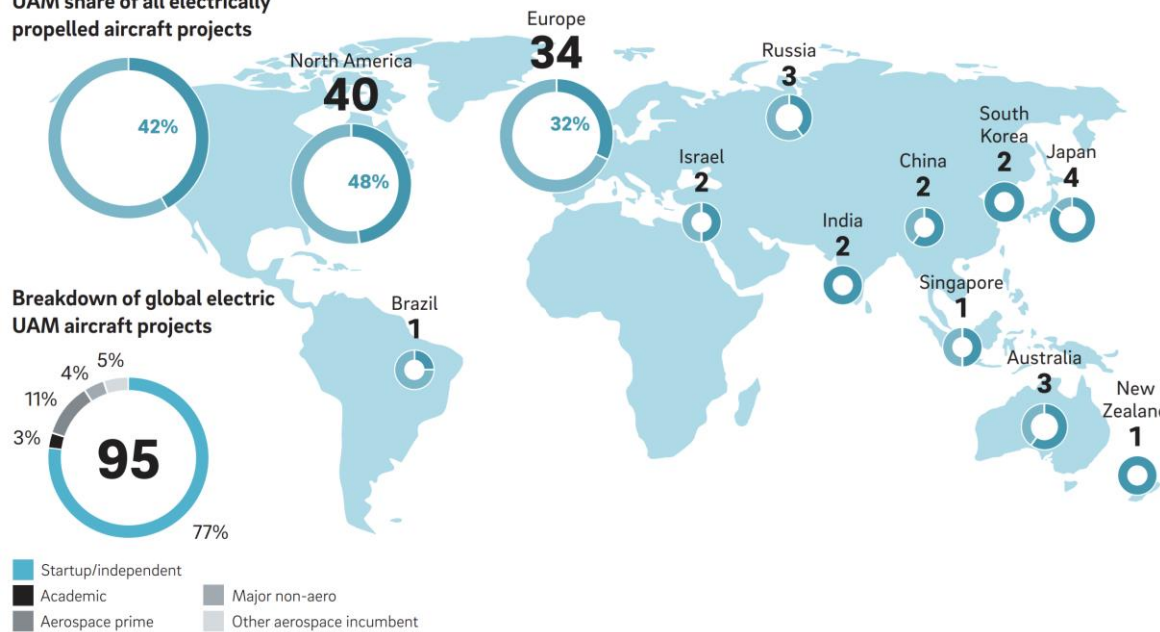 UAM share of all electrically
propelled aircraft projects
42%
North America
40
48%
Europe
34
32%
Russia
3
Israel
2
South
Korea
2
Japan
4
China
2
India
2
Singapore
1
Brazil
1
Australia
3
New
Zealand
1
Breakdown of global electric
UAM aircraft projects
5%
4%
11%
3%
95
77%
Startup/independent
Academic
Aerospace prime
Major non-aero
Other aerospace incumbent